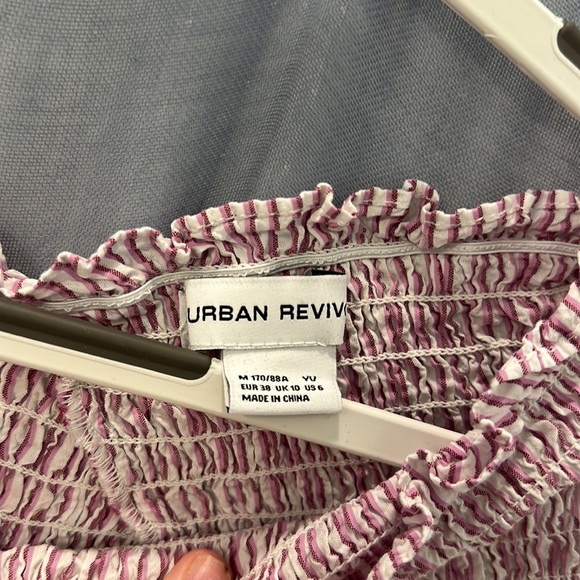 URBAN REVIVO
M 170/88A YU
EUR 38 UK 10 US 6
MADE IN CHINA